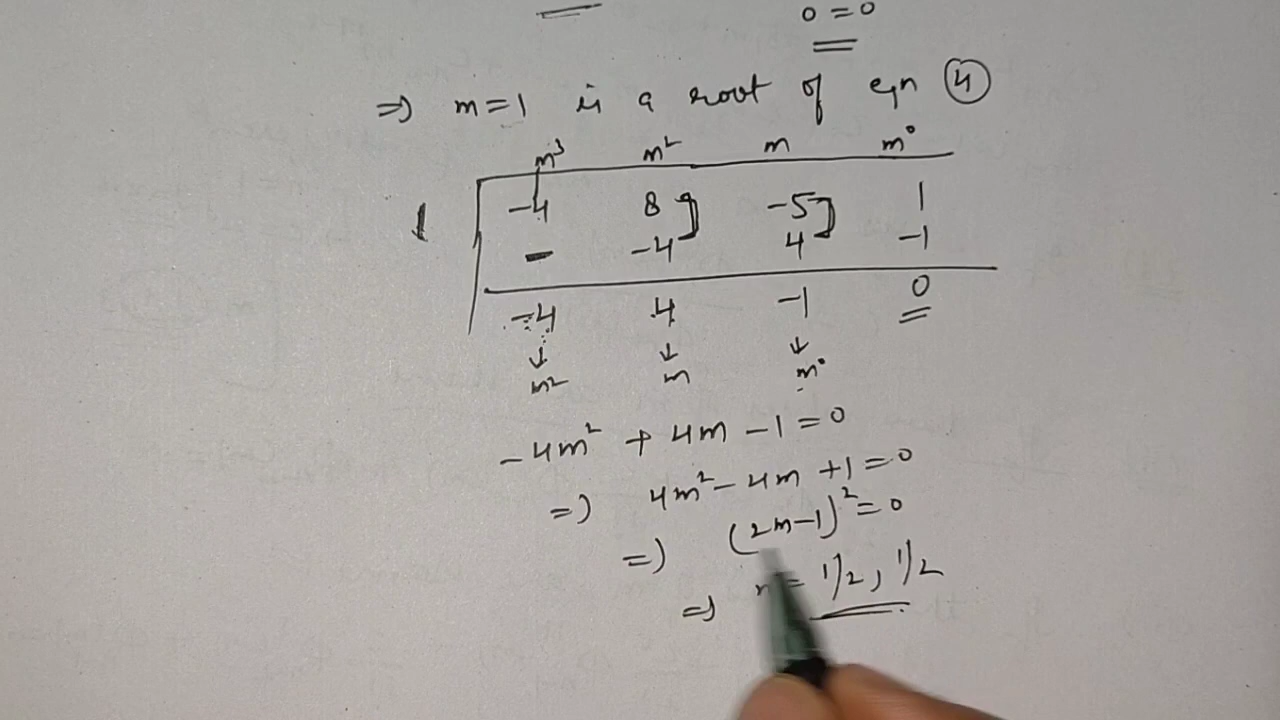 0 = 0
=> m = 1 is a root of eqn ④
m³ m² m m⁰
1 -4 8 -5 1
- -4 4 -1
-4 4 -1 0
↓ ↓ ↓
m² m m⁰
-4m² + 4m - 1 = 0
=> 4m² - 4m + 1 = 0
=> (2m-1)² = 0
=> m = 1/2, 1/2